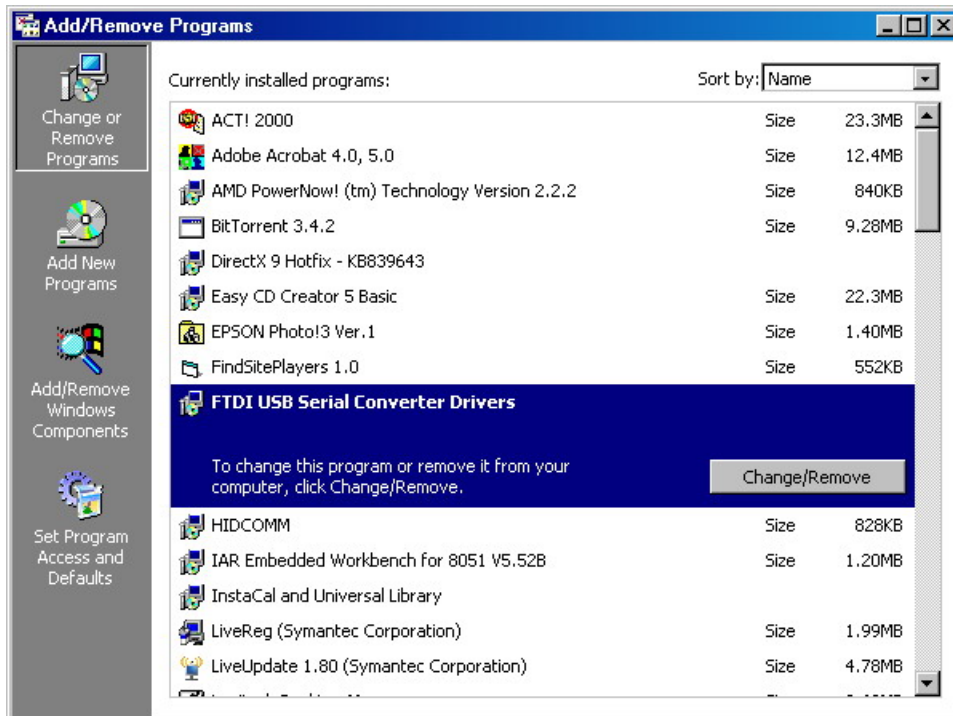 Add/Remove Programs
Change or
Remove
Programs
Add New
Programs
Add/Remove
Windows
Components
Set Program
Access and
Defaults
Currently installed programs:
Sort by: Name
ACT! 2000 Size 23.3MB
Adobe Acrobat 4.0, 5.0 Size 12.4MB
AMD PowerNow! (tm) Technology Version 2.2.2 Size 840KB
BitTorrent 3.4.2 Size 9.28MB
DirectX 9 Hotfix - KB839643
Easy CD Creator 5 Basic Size 22.3MB
EPSON Photo!3 Ver.1 Size 1.40MB
FindSitePlayers 1.0 Size 552KB
FTDI USB Serial Converter Drivers
To change this program or remove it from your
computer, click Change/Remove.
Change/Remove
HIDCOMM Size 828KB
IAR Embedded Workbench for 8051 V5.52B Size 1.20MB
InstaCal and Universal Library
LiveReg (Symantec Corporation) Size 1.99MB
LiveUpdate 1.80 (Symantec Corporation) Size 4.78MB